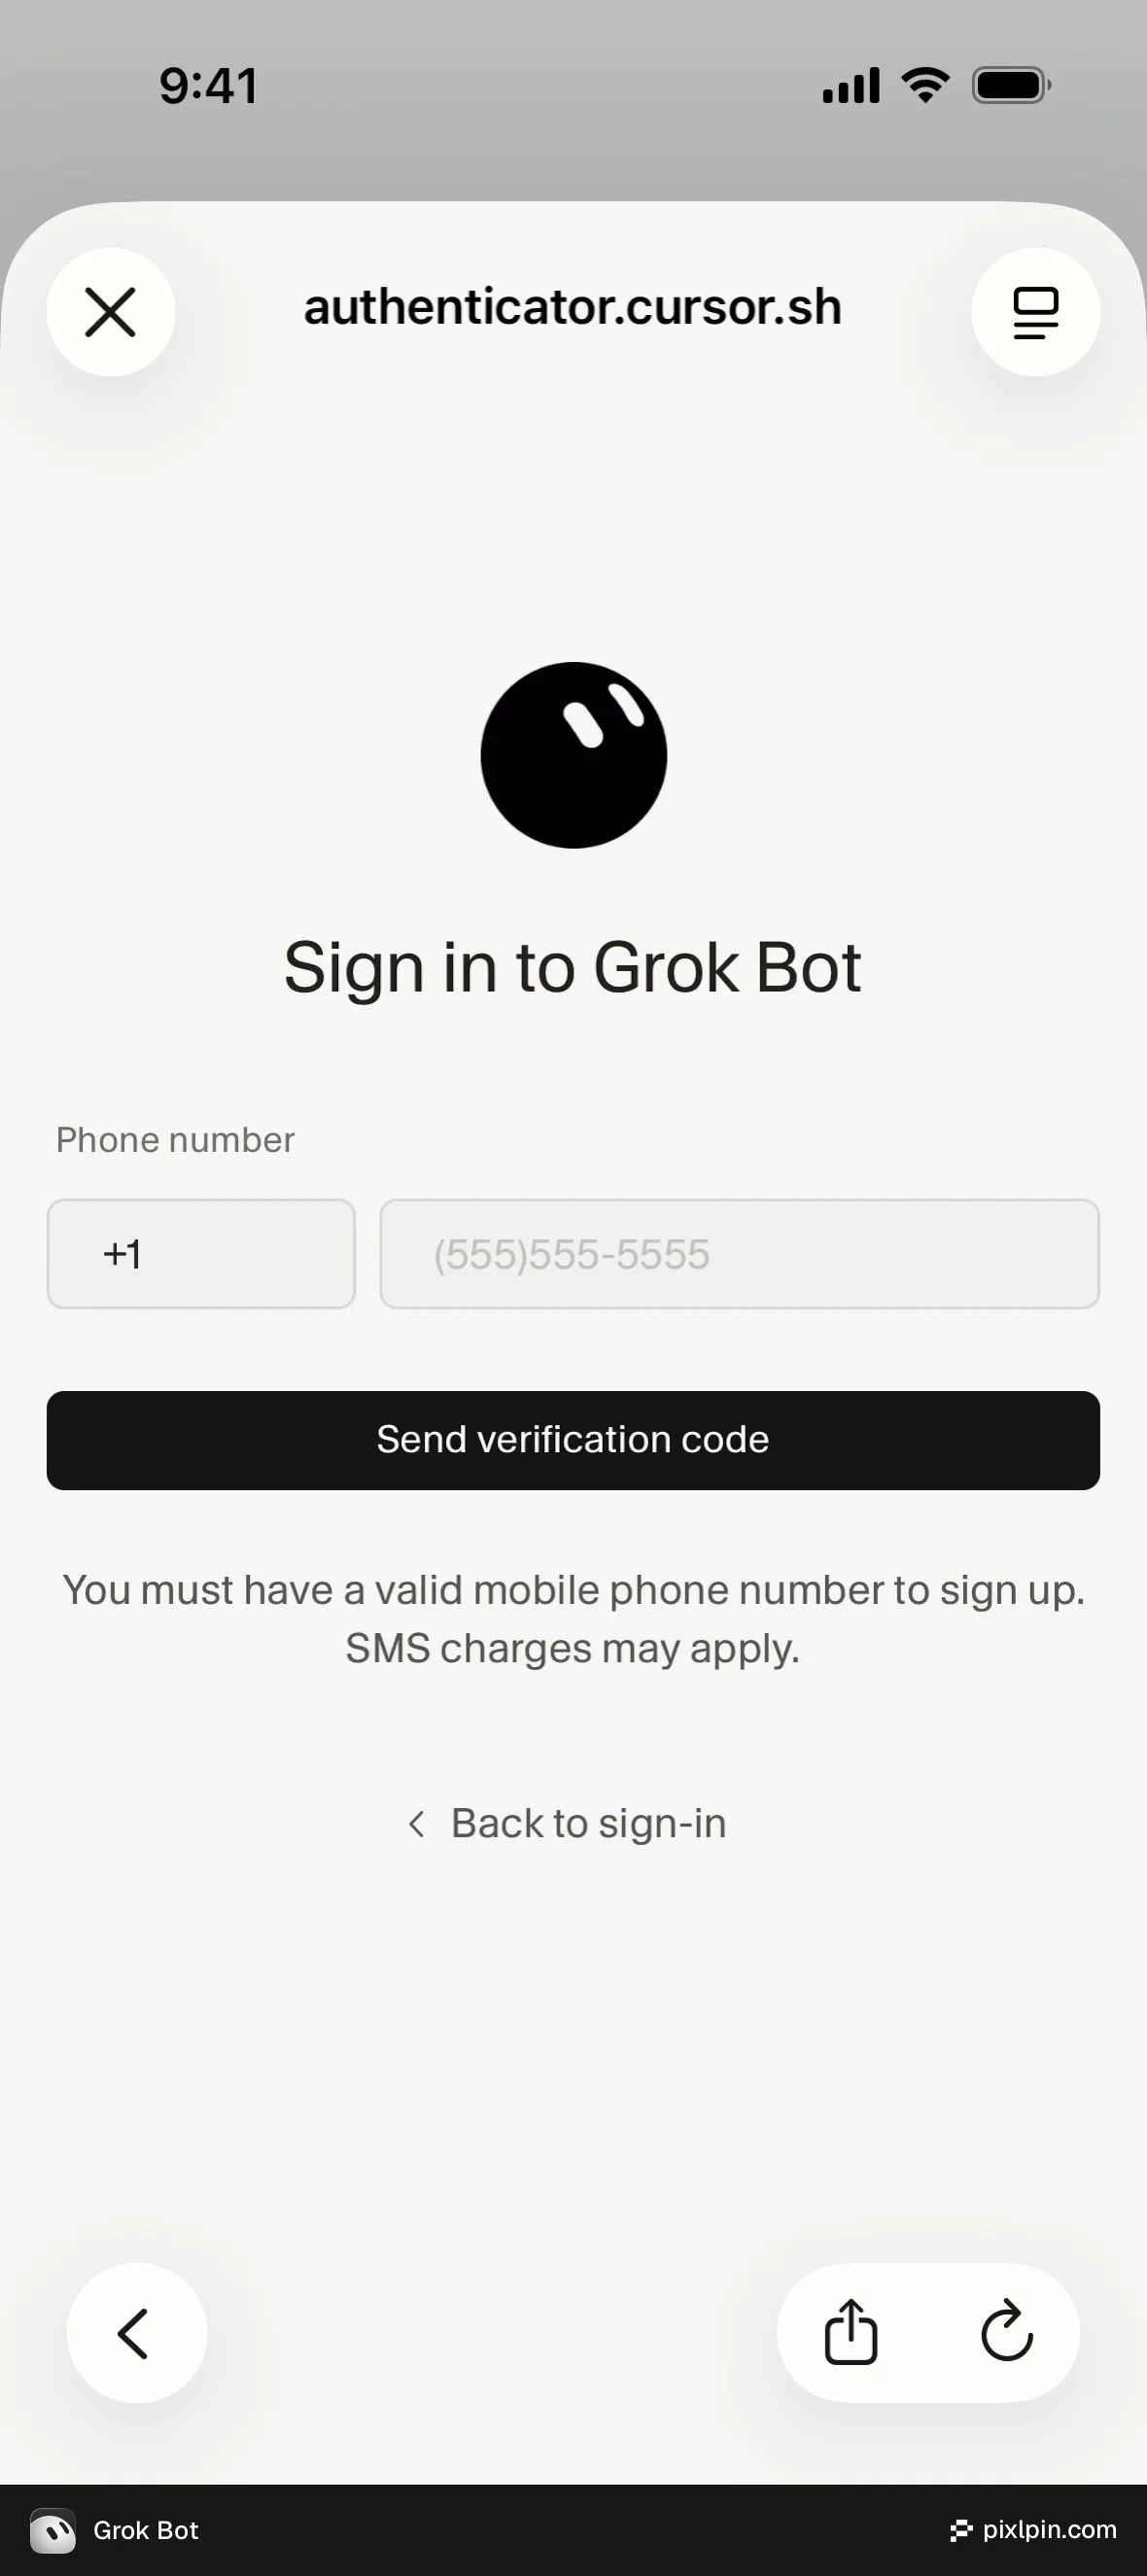 9:41
authenticator.cursor.sh
Sign in to Grok Bot
Phone number
+1
(555)555-5555
Send verification code
You must have a valid mobile phone number to sign up.
SMS charges may apply.
Back to sign-in
Grok Bot
pixlpin.com